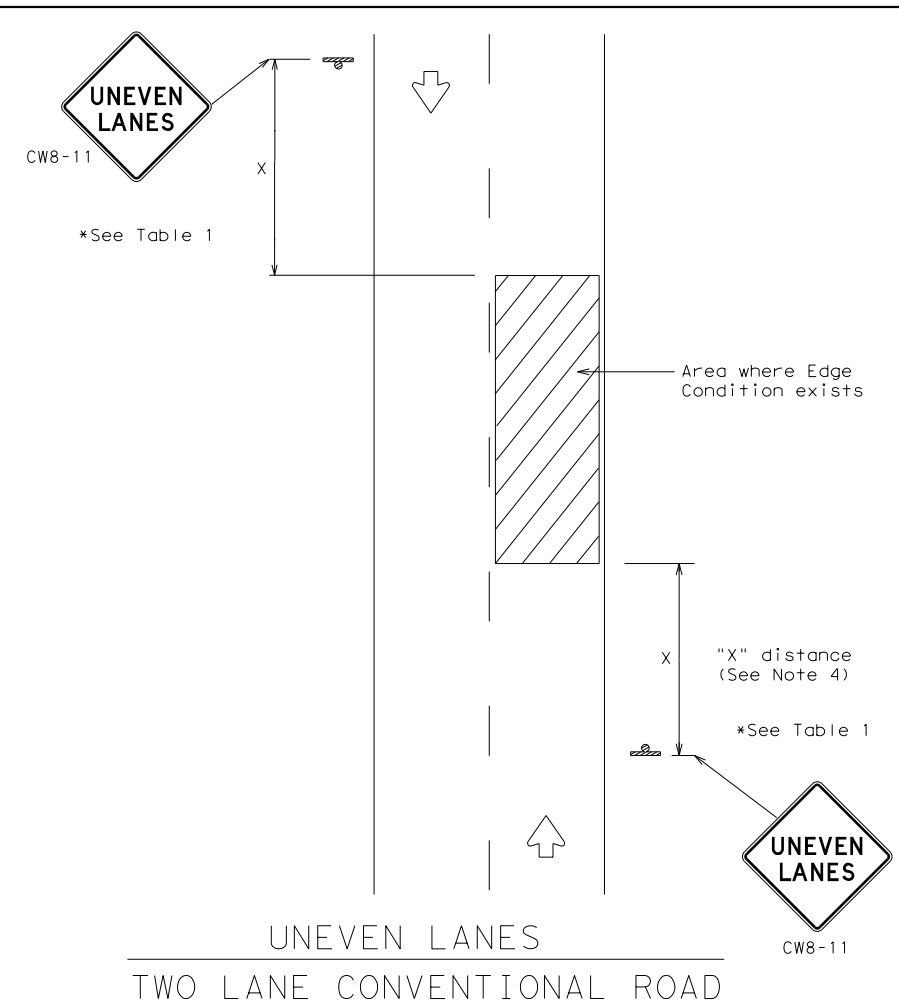 UNEVEN
LANES
CW8-11
X
*See Table 1
Area where Edge
Condition exists
X
"X" distance
(See Note 4)
*See Table 1
UNEVEN
LANES
CW8-11
UNEVEN LANES
TWO LANE CONVENTIONAL ROAD